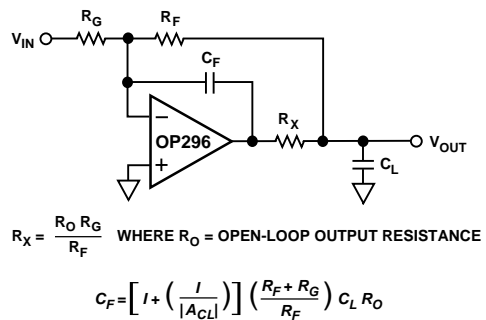 R_G R_F
V_IN
C_F
−
OP296
+
R_X
V_OUT
C_L
R_X = R_O R_G / R_F WHERE R_O = OPEN-LOOP OUTPUT RESISTANCE
C_F = [ I + ( I / |A_CL| ) ] ( R_F + R_G / R_F ) C_L R_O